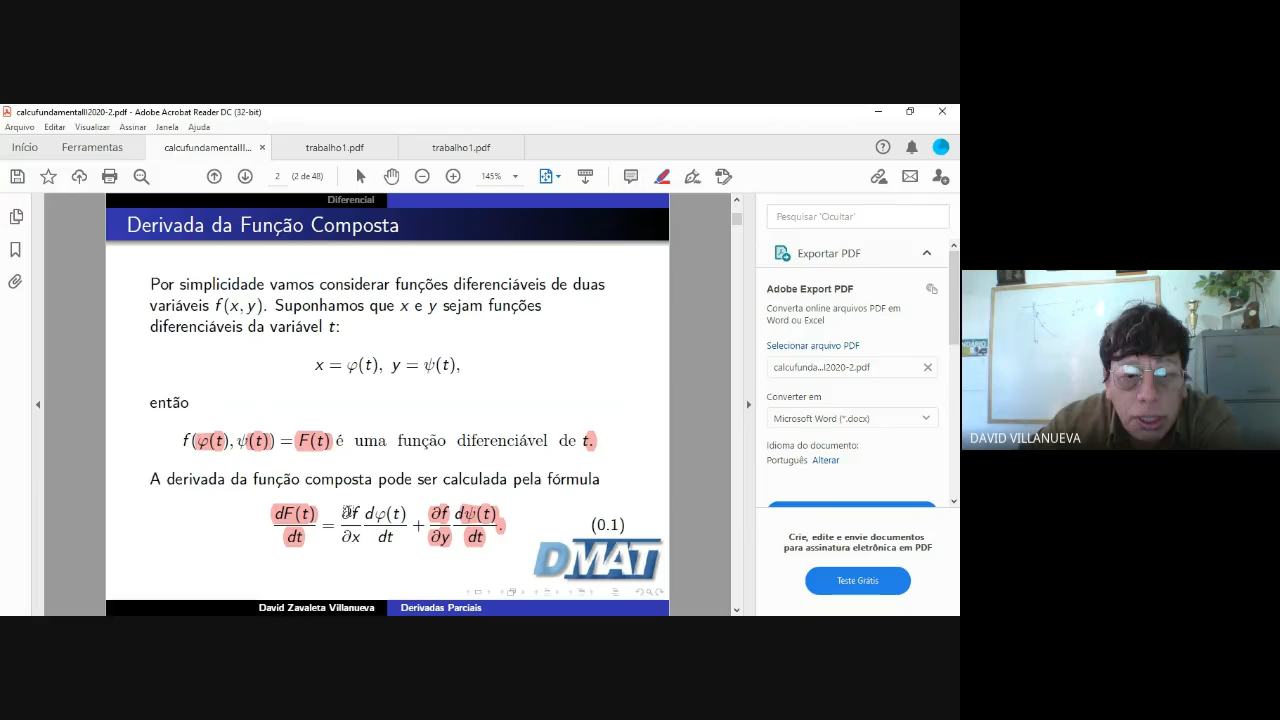 calcufundamentalII2020-2.pdf - Adobe Acrobat Reader DC (32-bit)
Arquivo Editar Visualizar Assinar Janela Ajuda
Início Ferramentas calcufundamentalII... × trabalho1.pdf trabalho1.pdf
2 (2 de 48) 145%
Diferencial
Derivada da Função Composta
Por simplicidade vamos considerar funções diferenciáveis de duas
variáveis f(x, y). Suponhamos que x e y sejam funções
diferenciáveis da variável t:
x = φ(t), y = ψ(t),
então
f(φ(t), ψ(t)) = F(t) é uma função diferenciável de t.
A derivada da função composta pode ser calculada pela fórmula
dF(t)/dt = ∂f/∂x dφ(t)/dt + ∂f/∂y dψ(t)/dt. (0.1)
DMAT
David Zavaleta Villanueva Derivadas Parciais
Pesquisar 'Ocultar'
Exportar PDF
Adobe Export PDF
Converta online arquivos PDF em
Word ou Excel
Selecionar arquivo PDF
calcufunda...I2020-2.pdf
Converter em
Microsoft Word (*.docx)
Idioma do documento:
Português Alterar
Crie, edite e envie documentos
para assinatura eletrônica em PDF
Teste Grátis
DAVID VILLANUEVA